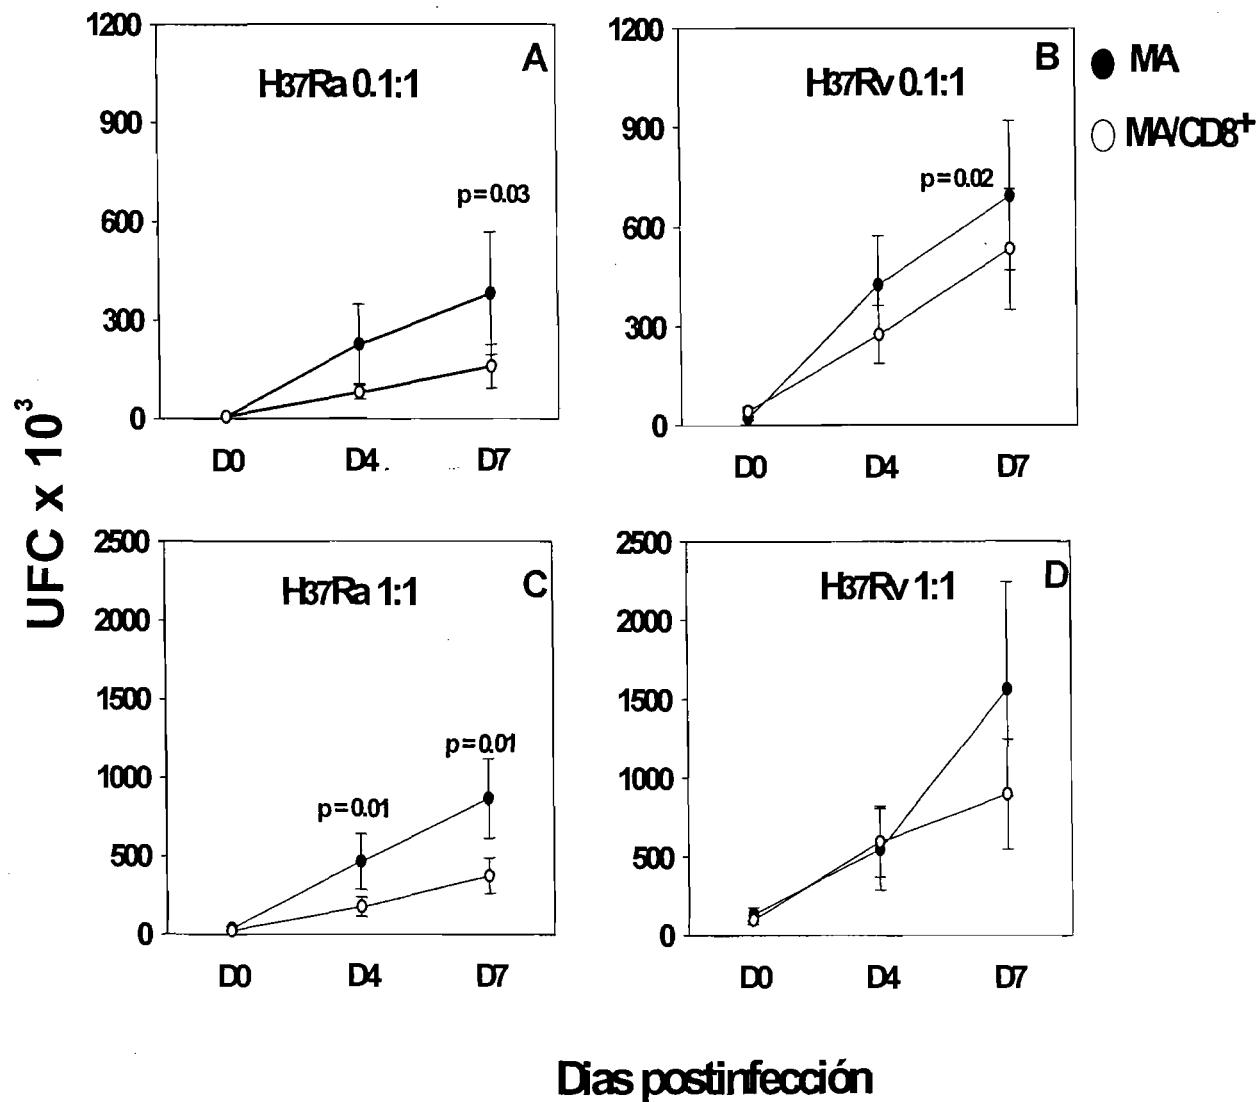 UFC x 10³
A
H37Ra 0.1:1
1200
900
600
300
0
p=0.03
D0 D4 D7
B
H37Rv 0.1:1
1200
900
600
300
0
p=0.02
D0 D4 D7
MA
MA/CD8⁺
C
H37Ra 1:1
2500
2000
1500
1000
500
0
p=0.01
p=0.01
D0 D4 D7
D
H37Rv 1:1
2500
2000
1500
1000
500
0
D0 D4 D7
Dias postinfección